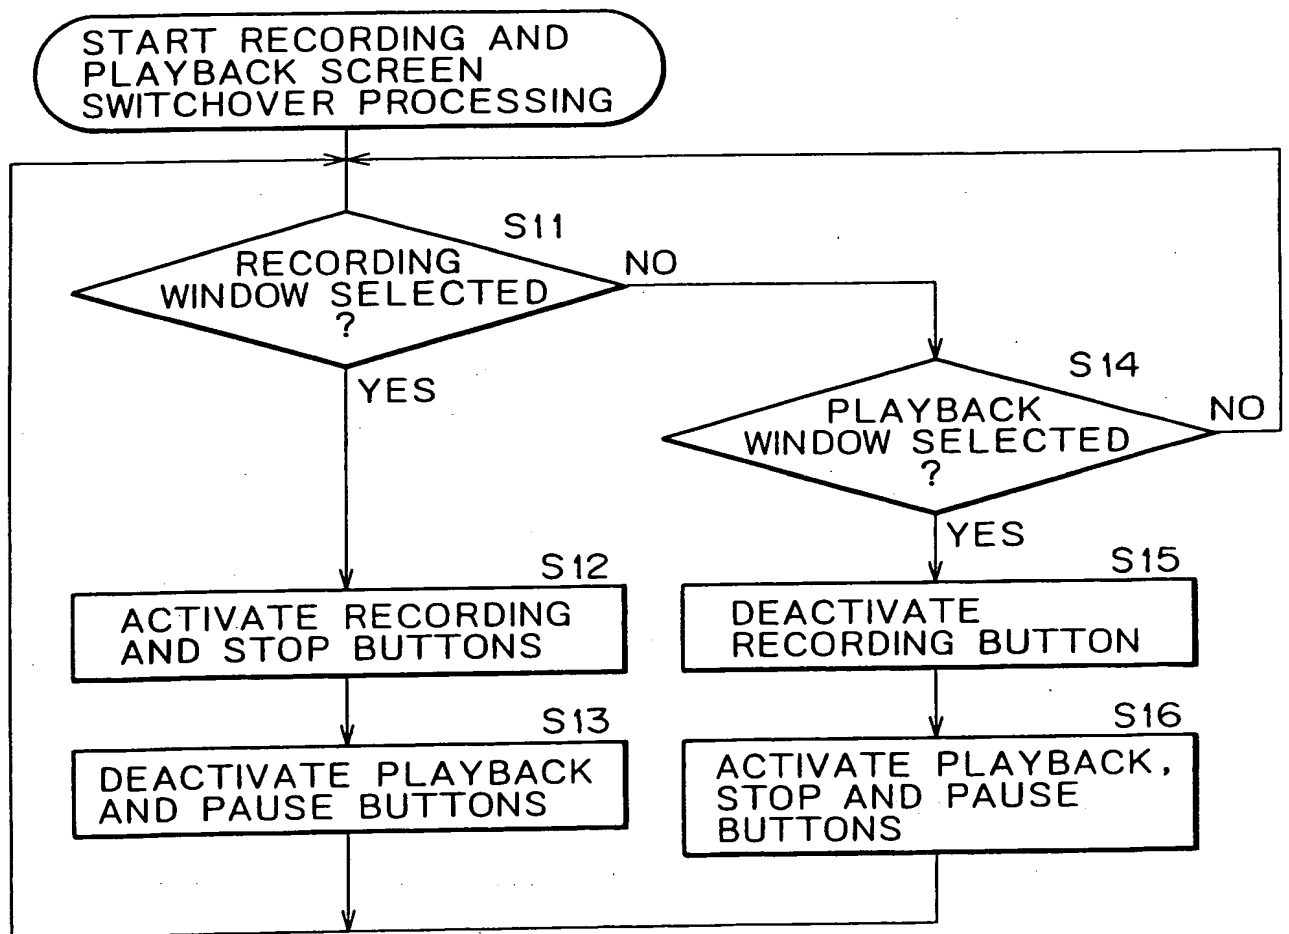 START RECORDING AND
PLAYBACK SCREEN
SWITCHOVER PROCESSING
S11
RECORDING
WINDOW SELECTED
?
NO
YES
S14
PLAYBACK
WINDOW SELECTED
?
NO
YES
S12
ACTIVATE RECORDING
AND STOP BUTTONS
S13
DEACTIVATE PLAYBACK
AND PAUSE BUTTONS
S15
DEACTIVATE
RECORDING BUTTON
S16
ACTIVATE PLAYBACK,
STOP AND PAUSE
BUTTONS